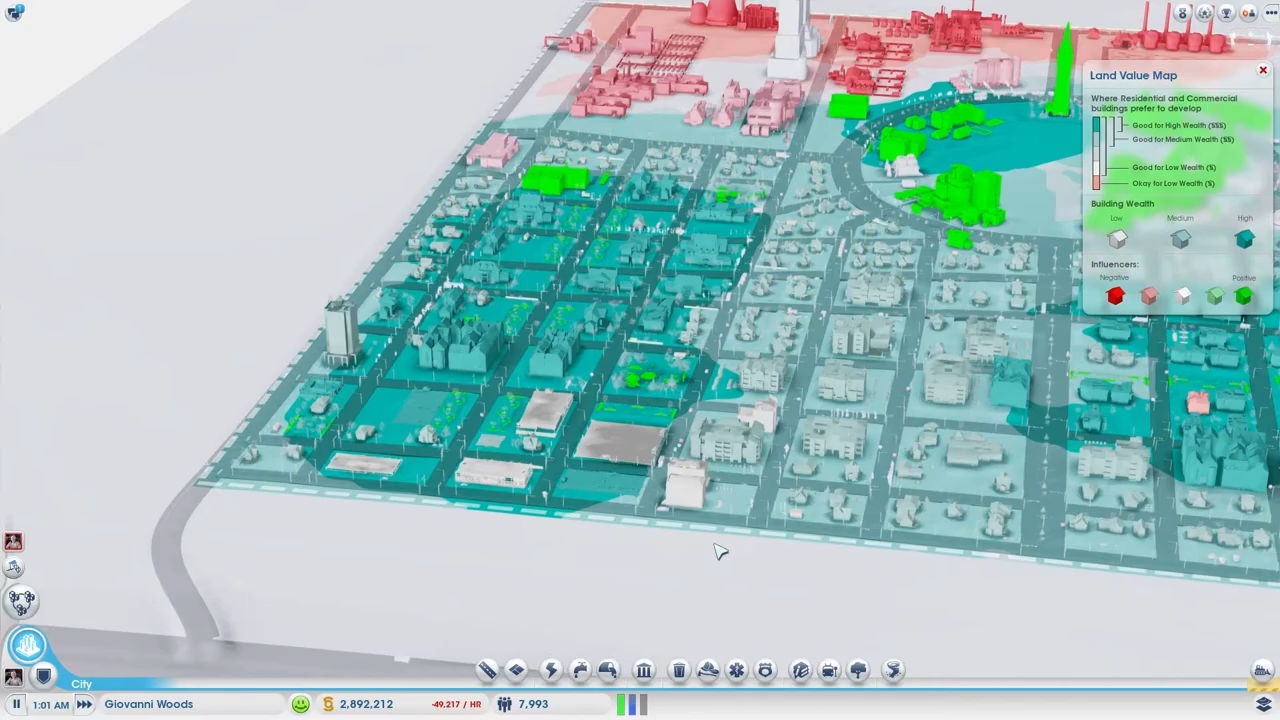 Land Value Map
Where Residential and Commercial
buildings prefer to develop
Good for High Wealth ($$$)
Good for Medium Wealth ($$)
Good for Low Wealth ($)
Okay for Low Wealth ($)
Building Wealth
Low Medium High
Influencers:
Negative Positive
City
1:01 AM Giovanni Woods 2,892,212 -49,217 / HR 7,993